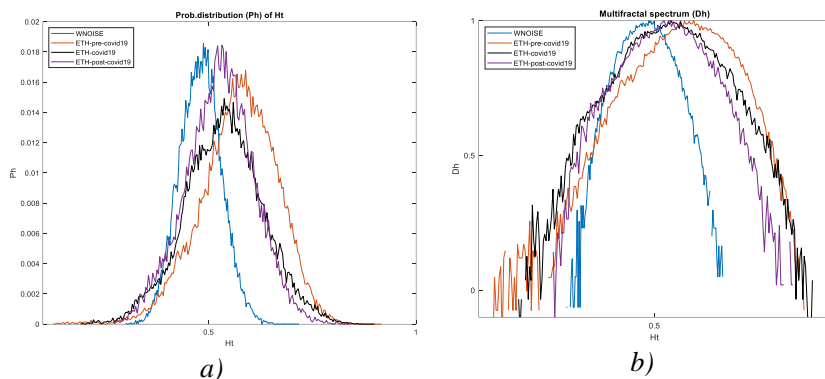 Prob.distribution (Ph) of Ht
0.02
0.018
0.016
0.014
0.012
0.01
0.008
0.006
0.004
0.002
0
Ph
WNOISE
ETH-pre-covid19
ETH-covid19
ETH-post-covid19
0.5
1
Ht
a)
Multifractal spectrum (Dh)
1
0.5
0
Dh
WNOISE
ETH-pre-covid19
ETH-covid19
ETH-post-covid19
0.5
Ht
b)